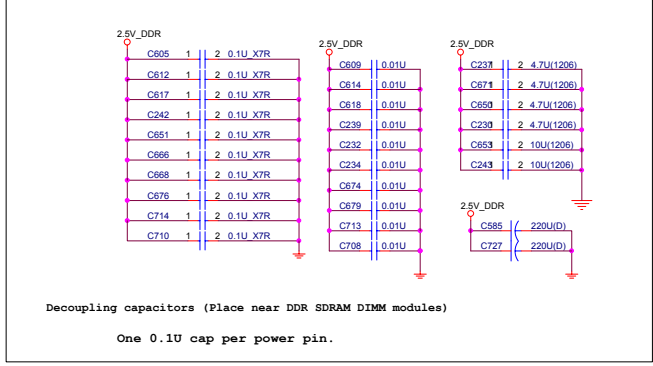 2.5V_DDR
C605 1 2 0.1U_X7R
C612 1 2 0.1U_X7R
C617 1 2 0.1U_X7R
C242 1 2 0.1U_X7R
C651 1 2 0.1U_X7R
C666 1 2 0.1U_X7R
C668 1 2 0.1U_X7R
C676 1 2 0.1U_X7R
C714 1 2 0.1U_X7R
C710 1 2 0.1U_X7R
2.5V_DDR
C609 0.01U
C614 0.01U
C618 0.01U
C239 0.01U
C232 0.01U
C234 0.01U
C674 0.01U
C679 0.01U
C713 0.01U
C708 0.01U
2.5V_DDR
C237 1 2 4.7U(1206)
C671 1 2 4.7U(1206)
C650 1 2 4.7U(1206)
C230 1 2 4.7U(1206)
C653 1 2 10U(1206)
C243 1 2 10U(1206)
2.5V_DDR
C585 220U(D)
C727 220U(D)
Decoupling capacitors (Place near DDR SDRAM DIMM modules)
One 0.1U cap per power pin.